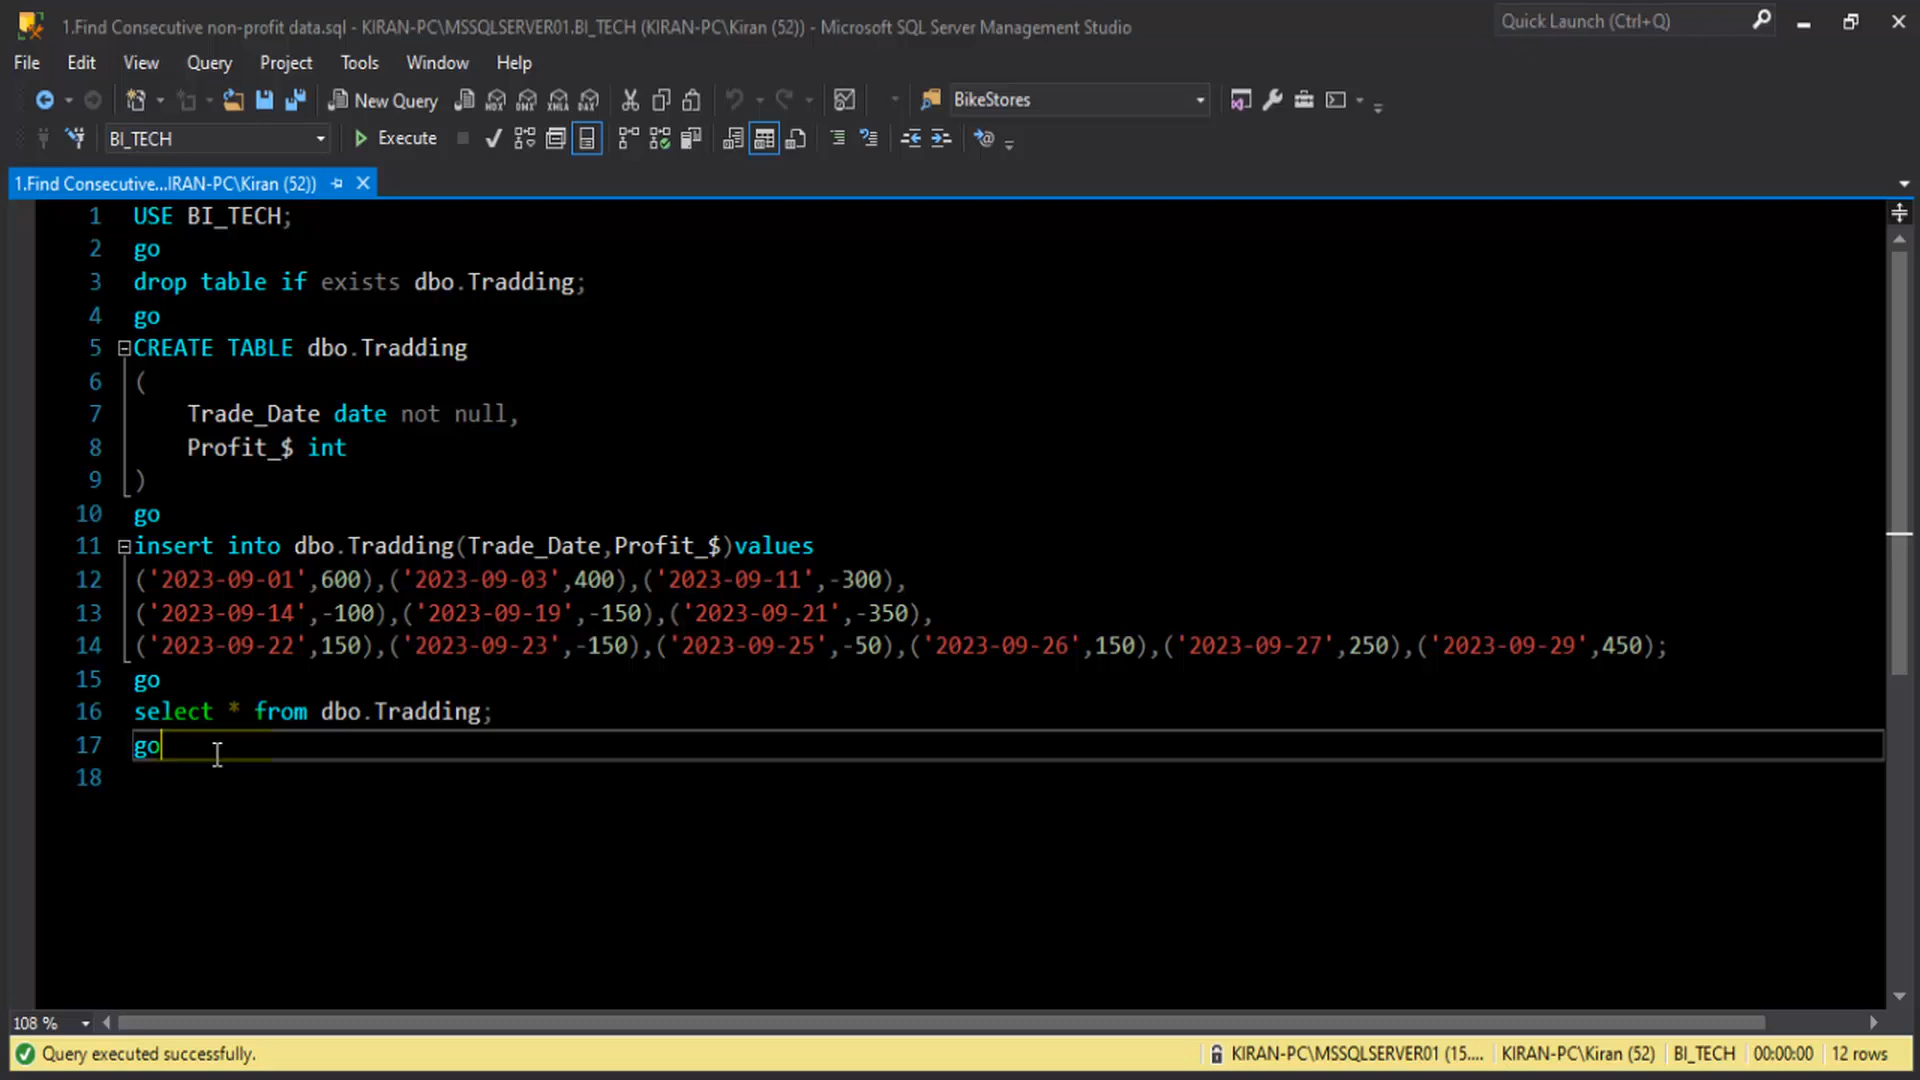 1.Find Consecutive non-profit data.sql - KIRAN-PC\MSSQLSERVER01.BI_TECH (KIRAN-PC\Kiran (52)) - Microsoft SQL Server Management Studio
Quick Launch (Ctrl+Q)
File Edit View Query Project Tools Window Help
New Query
MDX DMX XMLA DAX
BikeStores
BI_TECH
Execute
1.Find Consecutive...IRAN-PC\Kiran (52))
1 USE BI_TECH;
2 go
3 drop table if exists dbo.Tradding;
4 go
5 CREATE TABLE dbo.Tradding
6 (
7 Trade_Date date not null,
8 Profit_$ int
9 )
10 go
11 insert into dbo.Tradding(Trade_Date,Profit_$)values
12 ('2023-09-01',600),('2023-09-03',400),('2023-09-11',-300),
13 ('2023-09-14',-100),('2023-09-19',-150),('2023-09-21',-350),
14 ('2023-09-22',150),('2023-09-23',-150),('2023-09-25',-50),('2023-09-26',150),('2023-09-27',250),('2023-09-29',450);
15 go
16 select * from dbo.Tradding;
17 go
18
108 %
Query executed successfully.
KIRAN-PC\MSSQLSERVER01 (15.... KIRAN-PC\Kiran (52) BI_TECH 00:00:00 12 rows